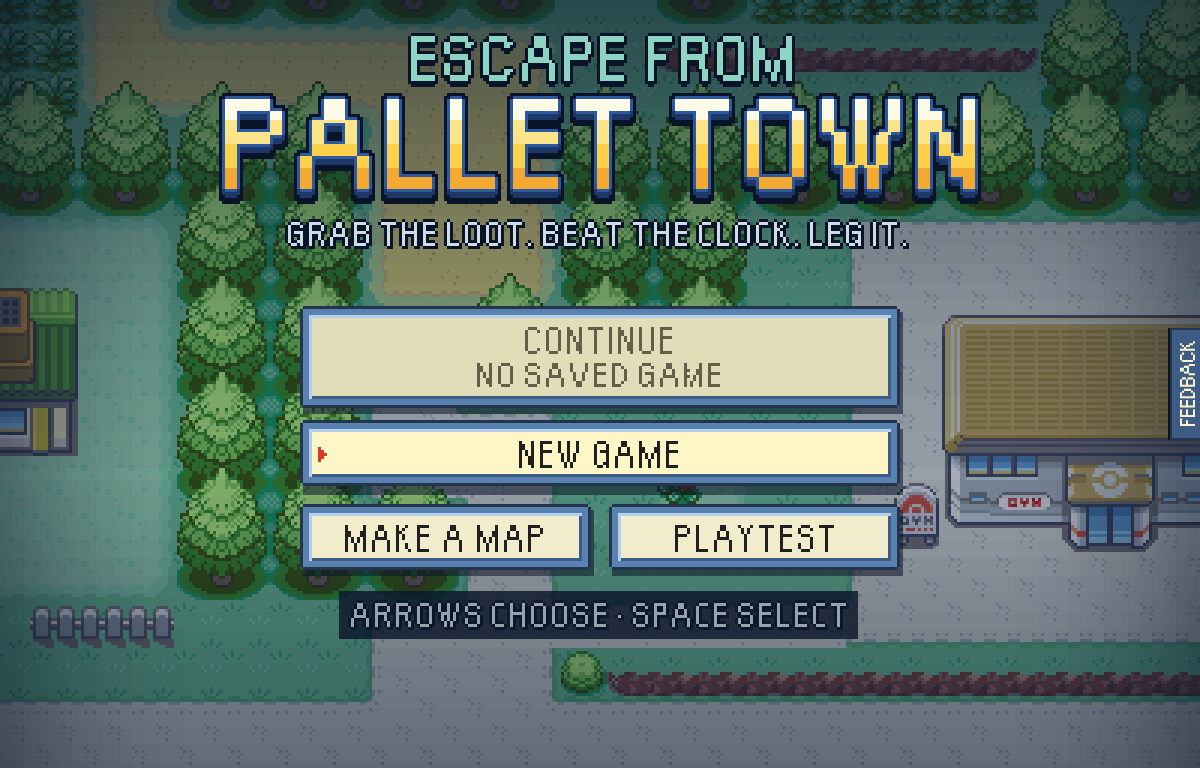 ESCAPE FROM
PALLET TOWN
GRAB THE LOOT. BEAT THE CLOCK. LEG IT.
CONTINUE
NO SAVED GAME
NEW GAME
MAKE A MAP
PLAYTEST
ARROWS CHOOSE · SPACE SELECT
FEEDBACK
GYM
GYM